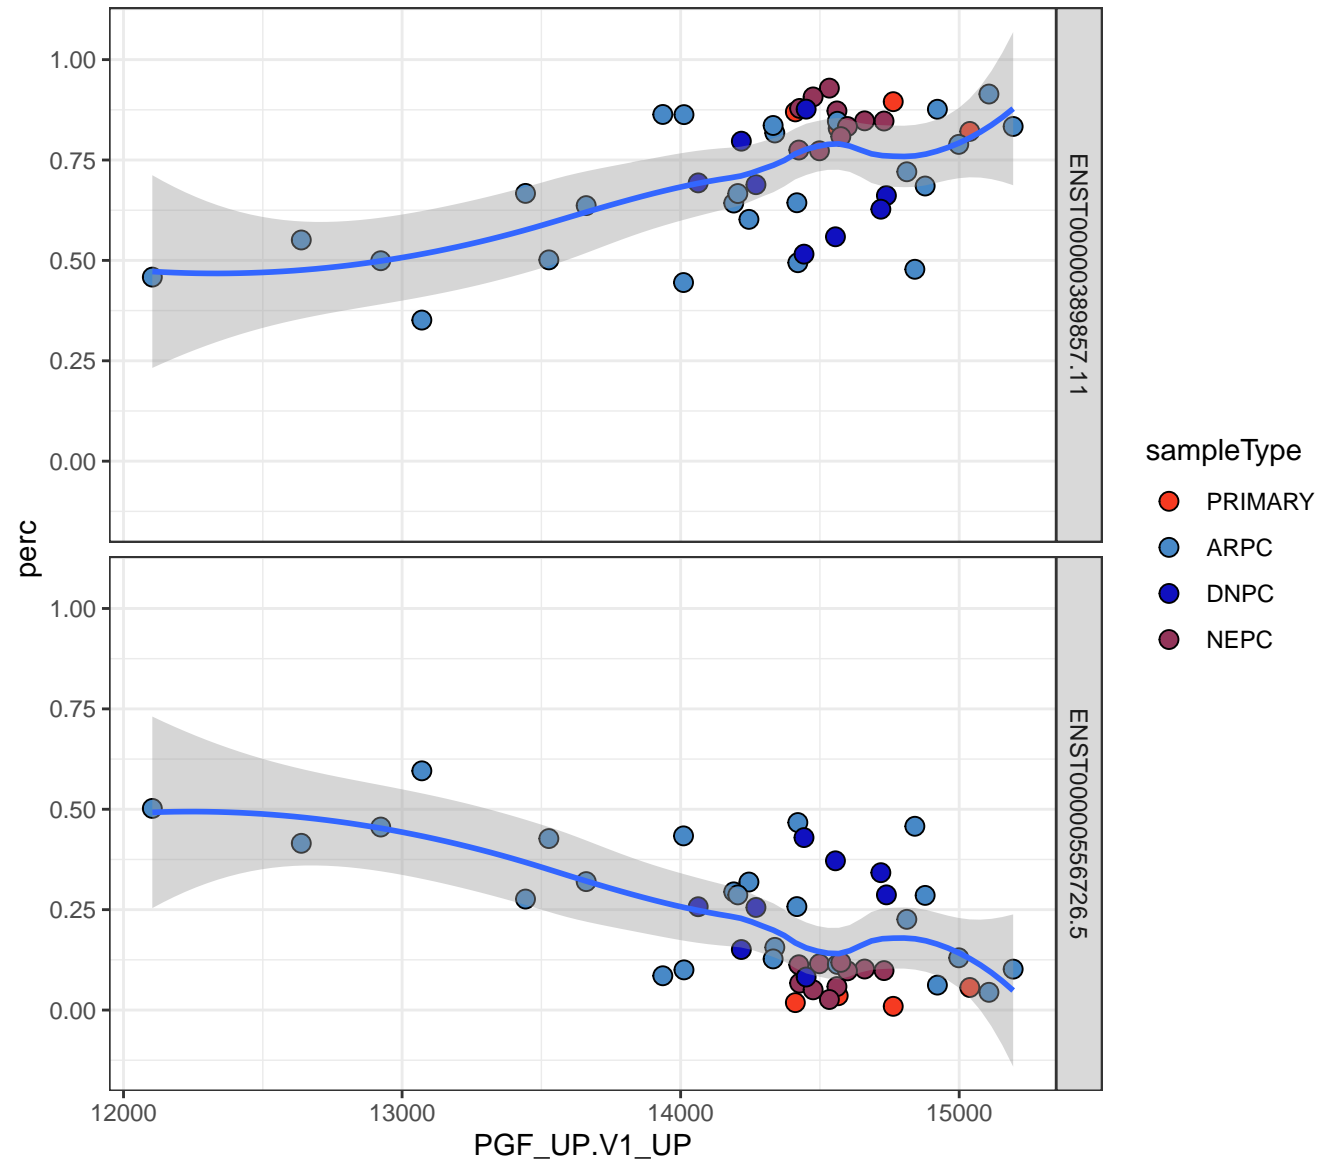 1.00
0.75
0.50
0.25
0.00
ENST00000389857.11
1.00
0.75
0.50
0.25
0.00
ENST00000556726.5
perc
12000 13000 14000 15000
PGF_UP.V1_UP
sampleType
PRIMARY
ARPC
DNPC
NEPC